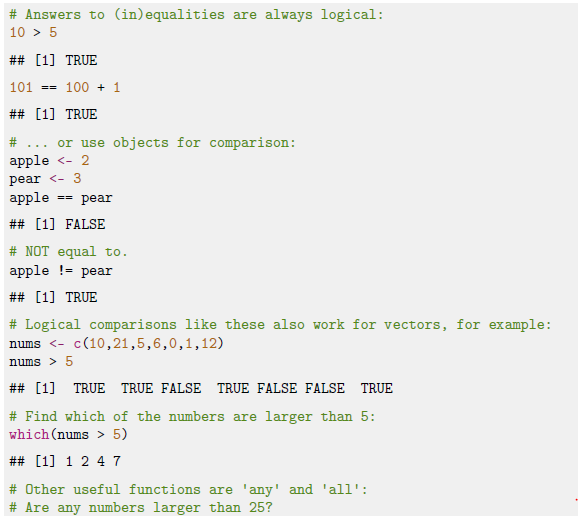 # Answers to (in)equalities are always logical:
10 > 5
## [1] TRUE
101 == 100 + 1
## [1] TRUE
# ... or use objects for comparison:
apple <- 2
pear <- 3
apple == pear
## [1] FALSE
# NOT equal to.
apple != pear
## [1] TRUE
# Logical comparisons like these also work for vectors, for example:
nums <- c(10,21,5,6,0,1,12)
nums > 5
## [1]  TRUE  TRUE FALSE  TRUE FALSE FALSE  TRUE
# Find which of the numbers are larger than 5:
which(nums > 5)
## [1] 1 2 4 7
# Other useful functions are 'any' and 'all':
# Are any numbers larger than 25?